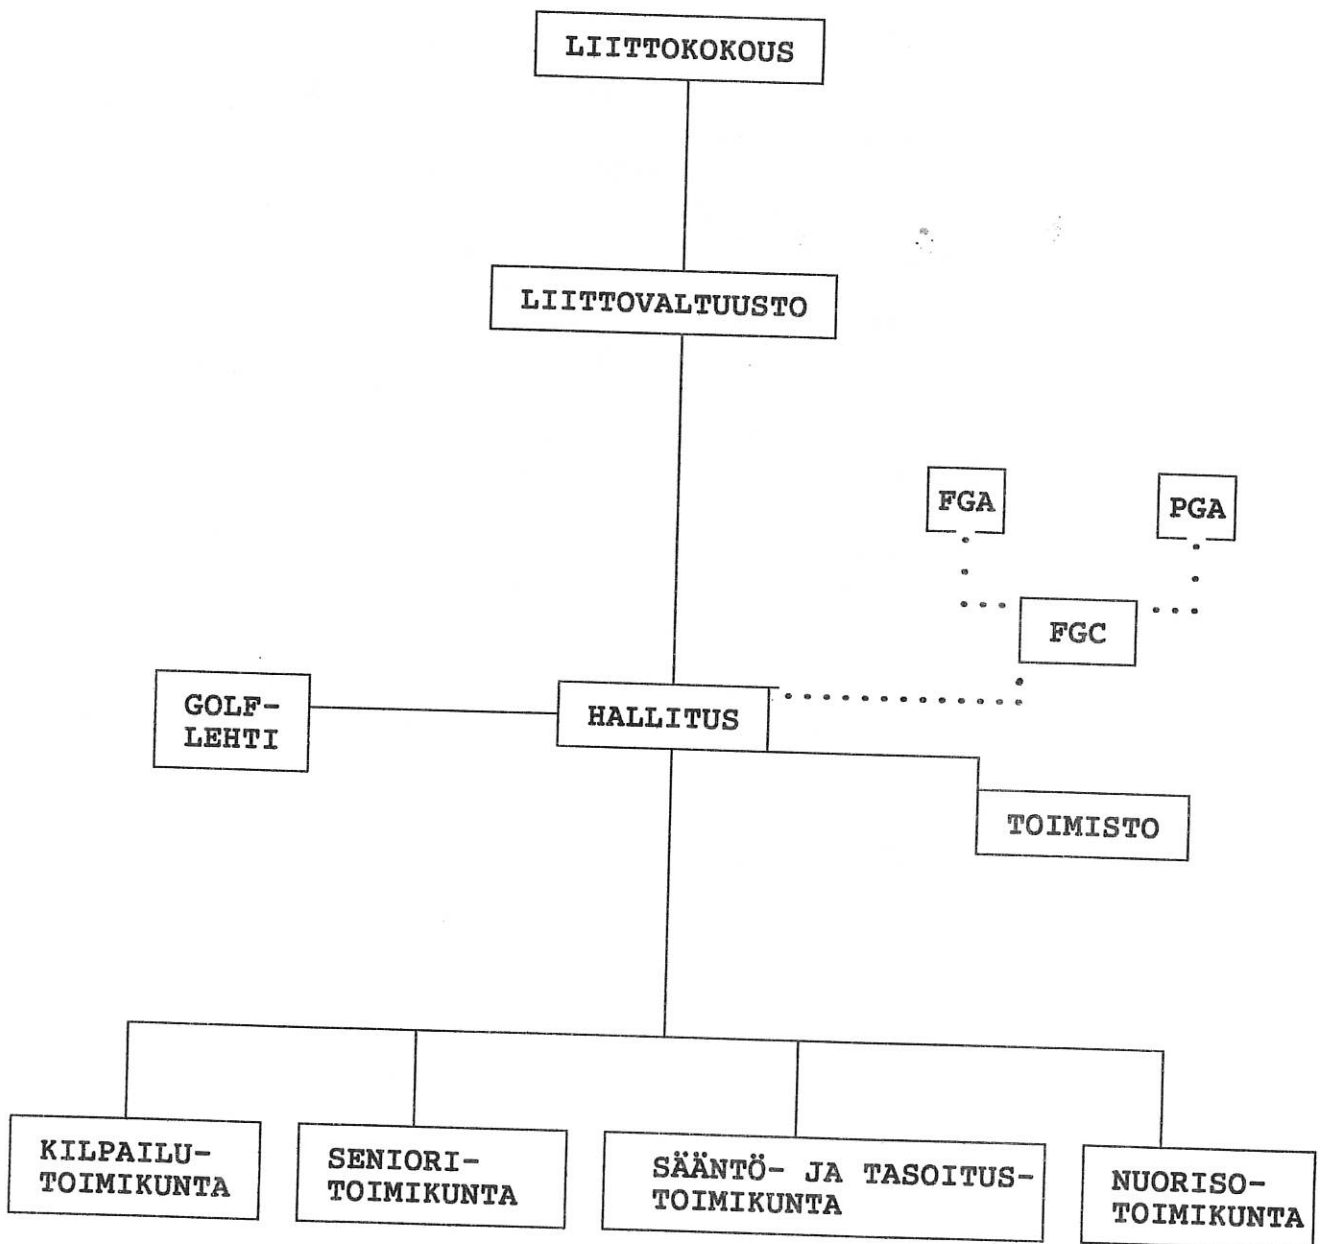 LIITTOKOKOUS
LIITTOVALTUUSTO
FGA
PGA
FGC
GOLF-
LEHTI
HALLITUS
TOIMISTO
KILPAILU-
TOIMIKUNTA
SENIORI-
TOIMIKUNTA
SÄÄNTÖ- JA TASOITUS-
TOIMIKUNTA
NUORISO-
TOIMIKUNTA